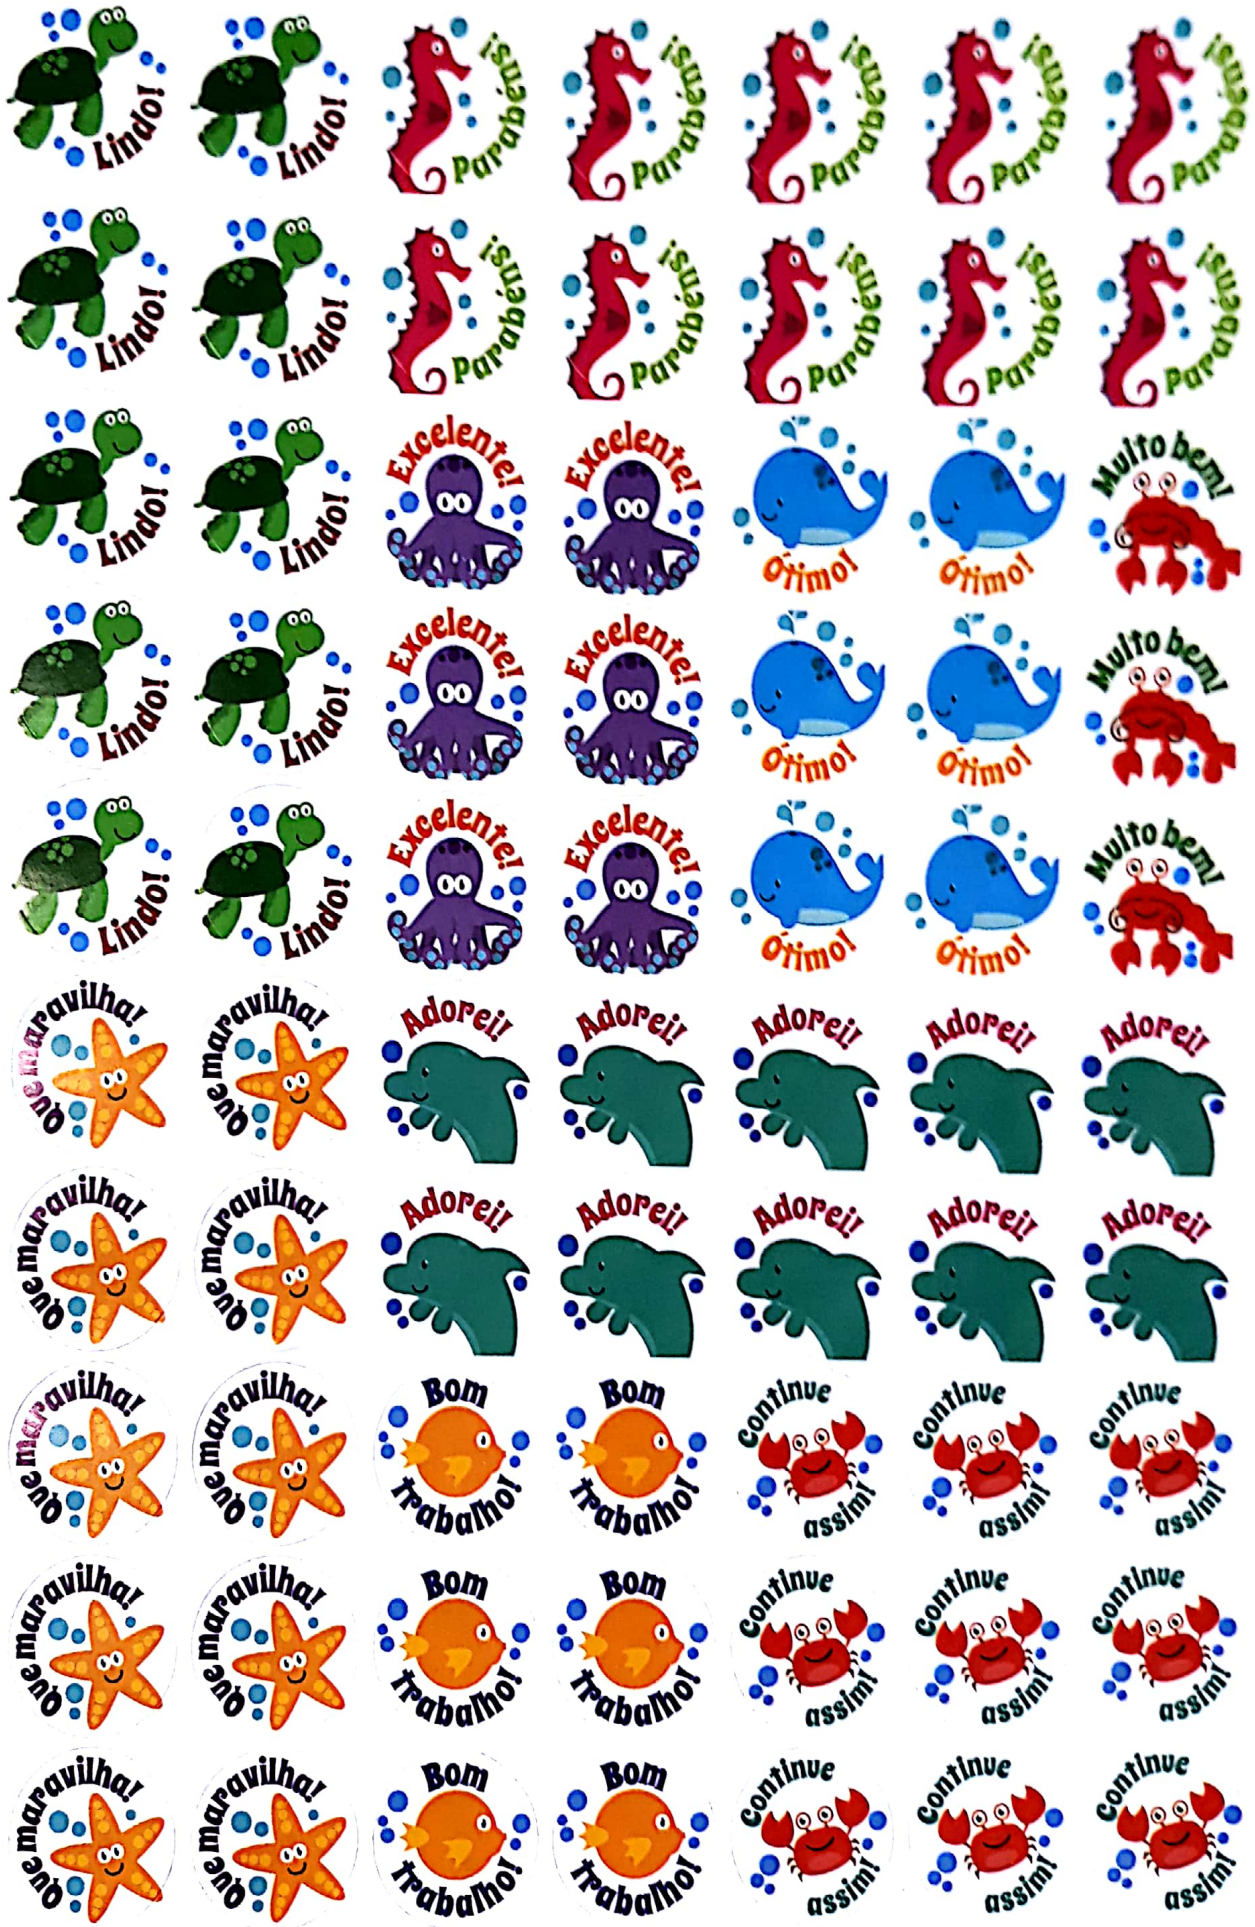 Lindo! Lindo! Parabéns! Parabéns! Parabéns! Parabéns! Parabéns!
Lindo! Lindo! Parabéns! Parabéns! Parabéns! Parabéns! Parabéns!
Lindo! Lindo! Excelente! Excelente! Ótimo! Ótimo! Muito bem!
Lindo! Lindo! Excelente! Excelente! Ótimo! Ótimo! Muito bem!
Lindo! Lindo! Excelente! Excelente! Ótimo! Ótimo! Muito bem!
Que maravilha! Que maravilha! Adorei! Adorei! Adorei! Adorei! Adorei!
Que maravilha! Que maravilha! Adorei! Adorei! Adorei! Adorei! Adorei!
Que maravilha! Que maravilha! Bom trabalho! Bom trabalho! Continue assim! Continue assim! Continue assim!
Que maravilha! Que maravilha! Bom trabalho! Bom trabalho! Continue assim! Continue assim! Continue assim!
Que maravilha! Que maravilha! Bom trabalho! Bom trabalho! Continue assim! Continue assim! Continue assim!